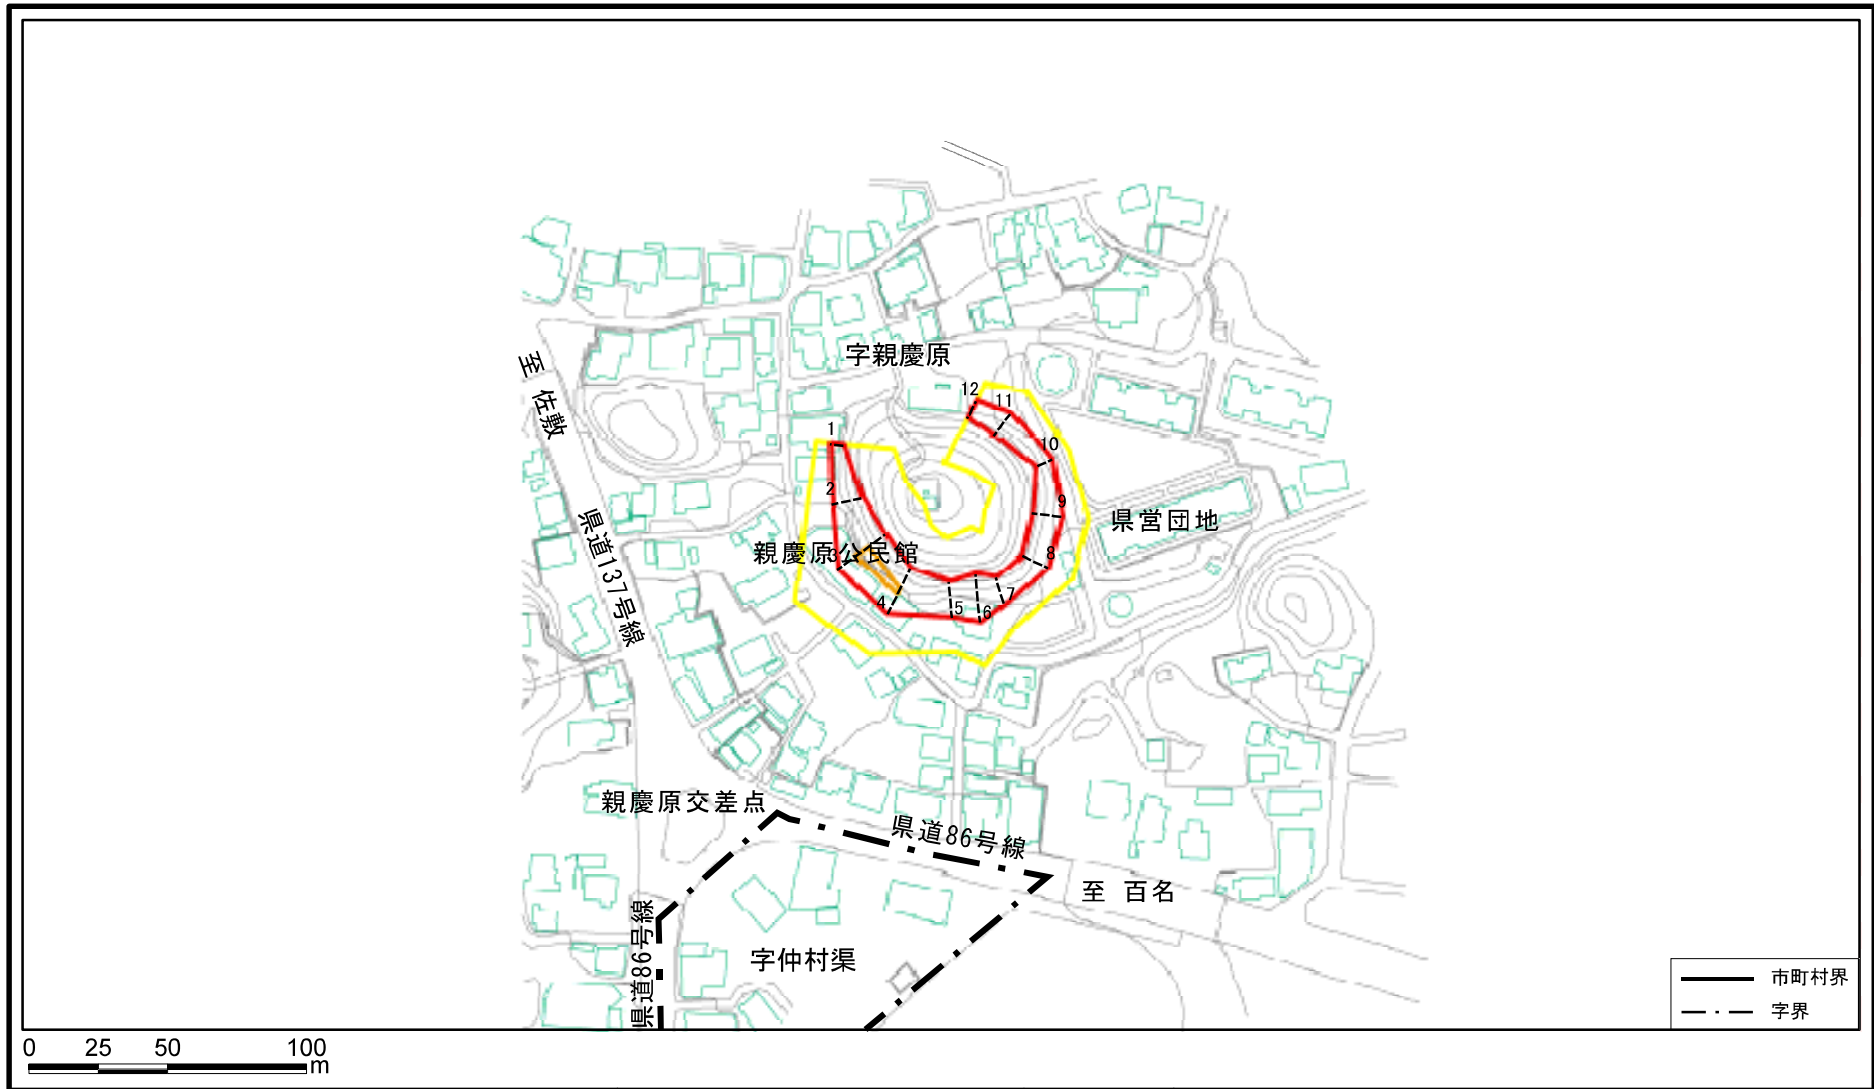 字親慶原
至 佐敷
12
11
1
10
2
9
県道137号線
県営団地
親慶原公民館
3
8
4
5
6
7
親慶原交差点
県道86号線
至 百名
県道86号線
字仲村渠
市町村界
字界
0 25 50 100
m